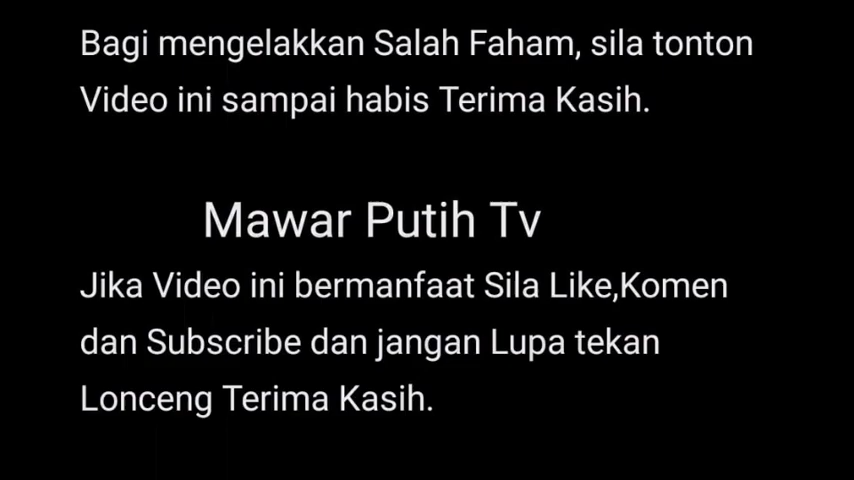 Bagi mengelakkan Salah Faham, sila tonton
Video ini sampai habis Terima Kasih.
Mawar Putih Tv
Jika Video ini bermanfaat Sila Like,Komen
dan Subscribe dan jangan Lupa tekan
Lonceng Terima Kasih.